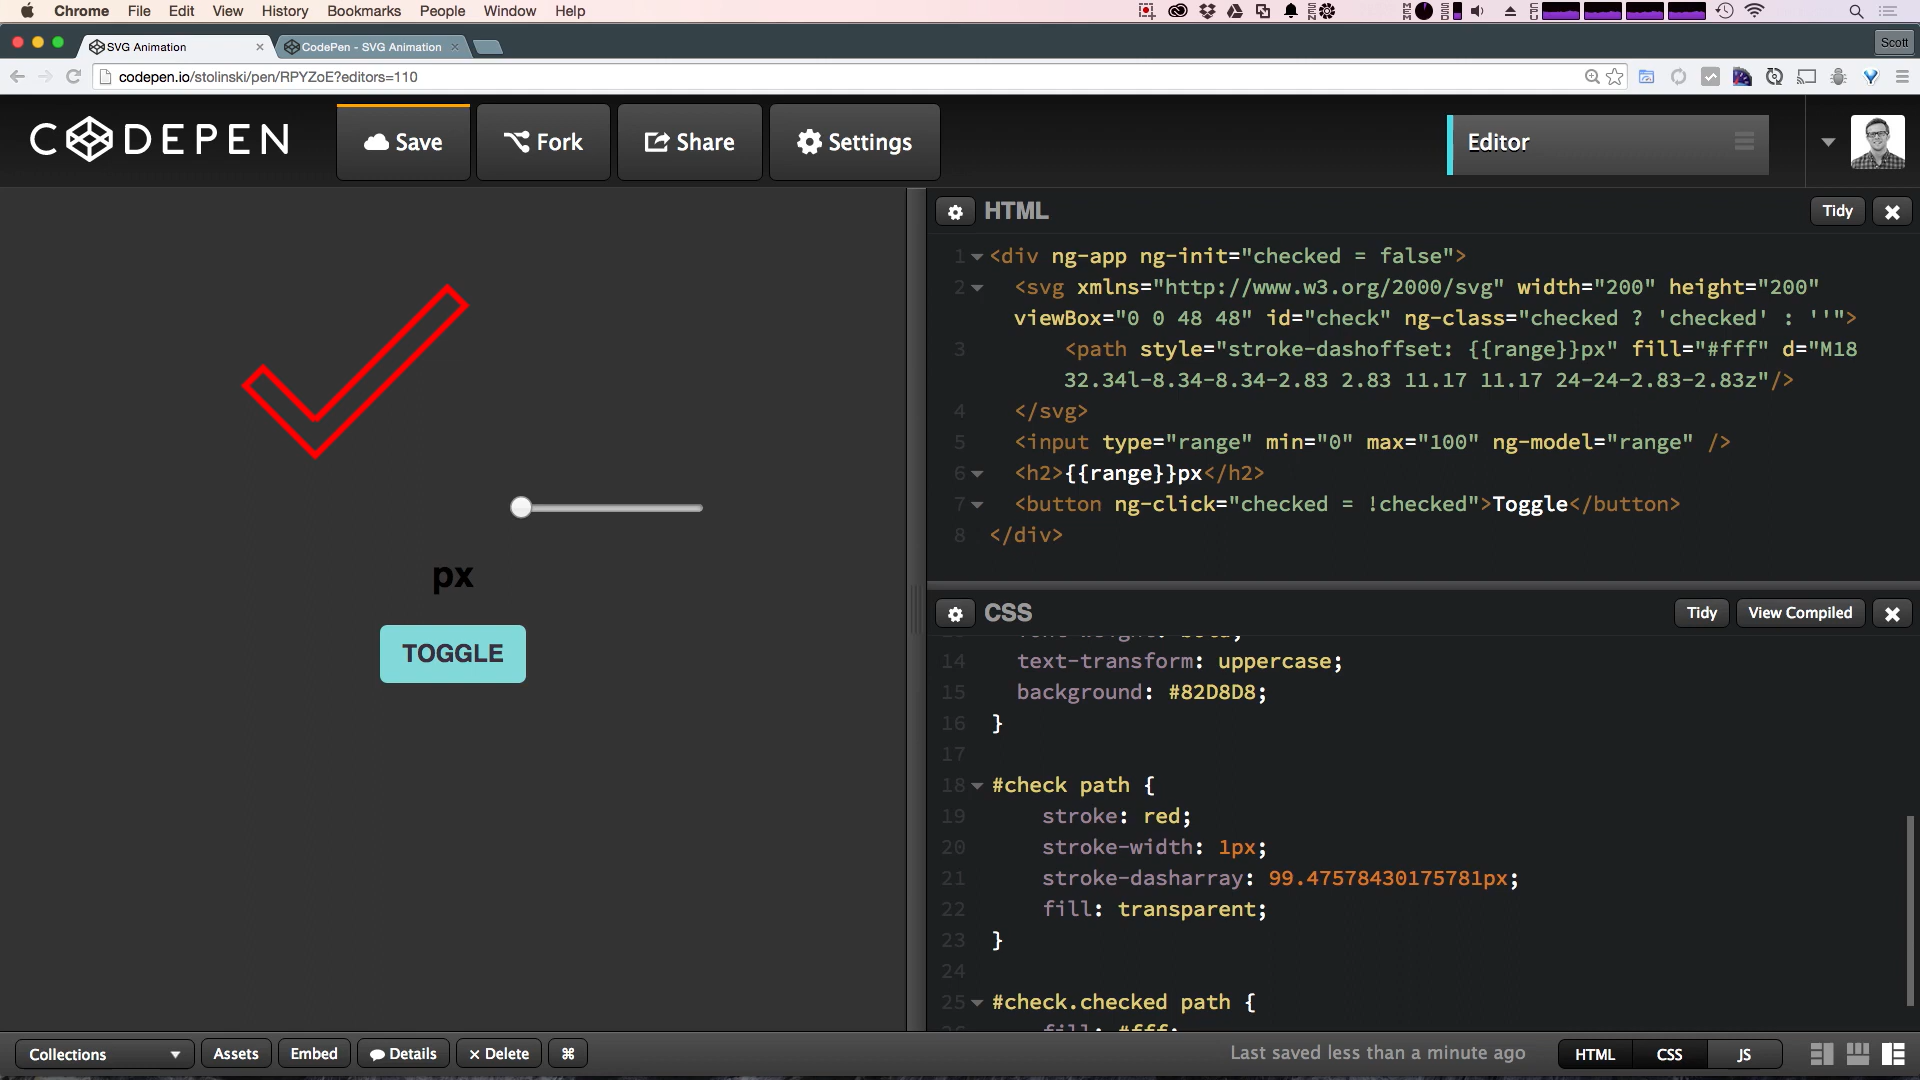 Chrome File Edit View History Bookmarks People Window Help
SVG Animation
CodePen - SVG Animation
Scott
codepen.io/stolinski/pen/RPYZoE?editors=110
CODEPEN
Save
Fork
Share
Settings
Editor
HTML
Tidy
1 <div ng-app ng-init="checked = false">
2 <svg xmlns="http://www.w3.org/2000/svg" width="200" height="200"
viewBox="0 0 48 48" id="check" ng-class="checked ? 'checked' : ''">
3 <path style="stroke-dashoffset: {{range}}px" fill="#fff" d="M18
32.34l-8.34-8.34-2.83 2.83 11.17 11.17 24-24-2.83-2.83z"/>
4 </svg>
5 <input type="range" min="0" max="100" ng-model="range" />
6 <h2>{{range}}px</h2>
7 <button ng-click="checked = !checked">Toggle</button>
8 </div>
px
TOGGLE
CSS
Tidy
View Compiled
14 text-transform: uppercase;
15 background: #82D8D8;
16 }
17
18 #check path {
19 stroke: red;
20 stroke-width: 1px;
21 stroke-dasharray: 99.47578430175781px;
22 fill: transparent;
23 }
24
25 #check.checked path {
Collections
Assets
Embed
Details
× Delete
⌘
Last saved less than a minute ago
HTML
CSS
JS